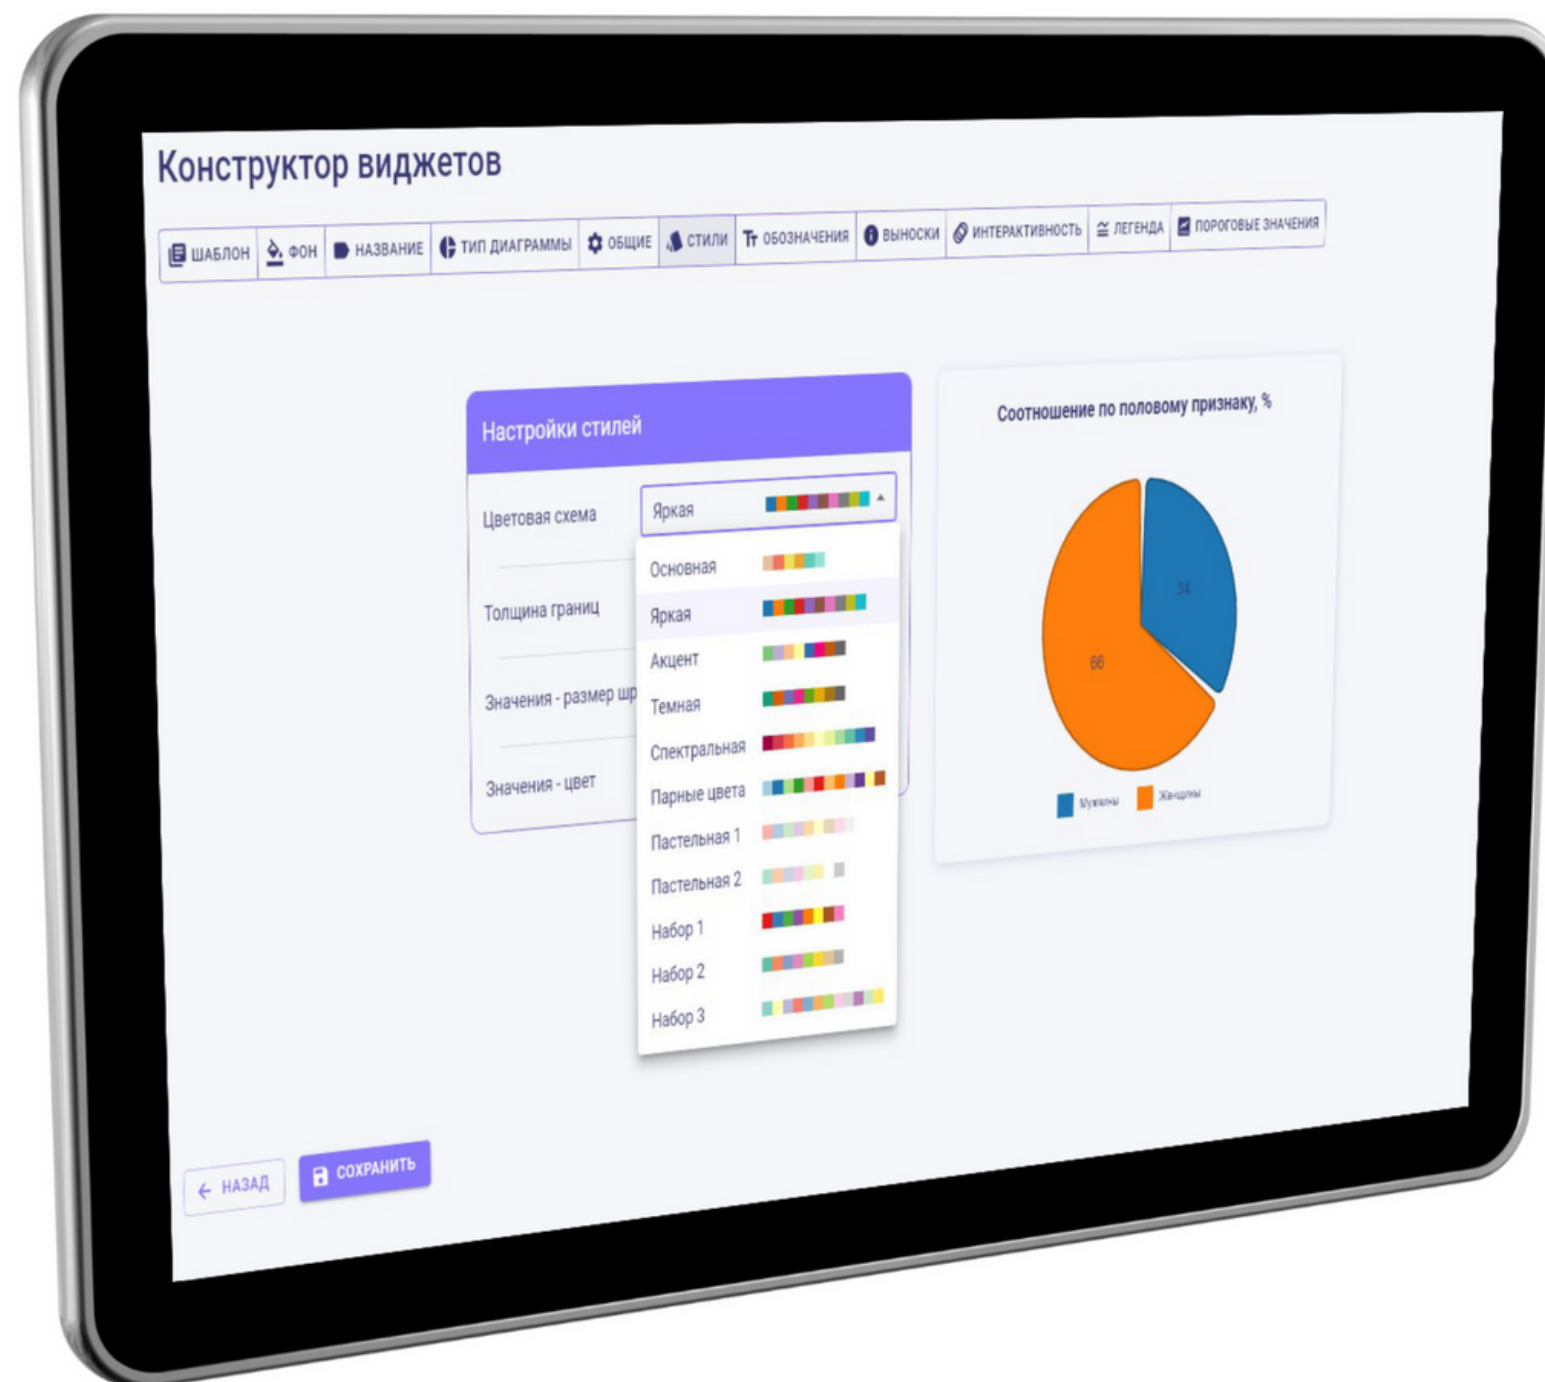 Конструктор виджетов
ШАБЛОН ФОН НАЗВАНИЕ ТИП ДИАГРАММЫ ОБЩИЕ СТИЛИ ОБОЗНАЧЕНИЯ ВЫНОСКИ ИНТЕРАКТИВНОСТЬ ЛЕГЕНДА ПОРОГОВЫЕ ЗНАЧЕНИЯ
Настройки стилей
Цветовая схема
Яркая
Основная
Яркая
Акцент
Темная
Спектральная
Парные цвета
Пастельная 1
Пастельная 2
Набор 1
Набор 2
Набор 3
Толщина границ
Значения - размер шр
Значения - цвет
Соотношение по половому признаку, %
34
66
Мужчины Женщины
НАЗАД СОХРАНИТЬ